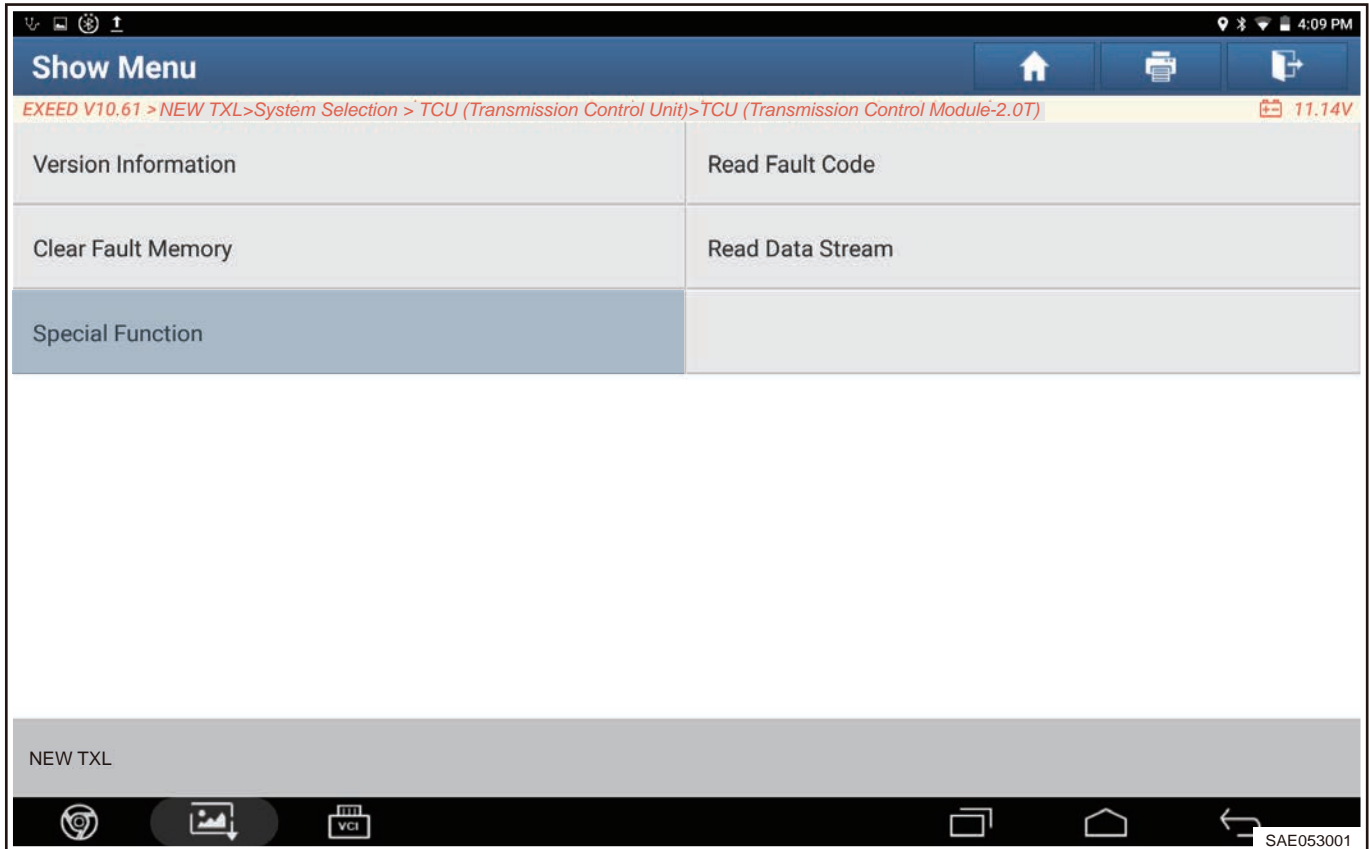 4:09 PM
Show Menu
EXEED V10.61 > NEW TXL>System Selection > TCU (Transmission Control Unit)>TCU (Transmission Control Module-2.0T) 11.14V
Version Information Read Fault Code
Clear Fault Memory Read Data Stream
Special Function
NEW TXL
VCI
SAE053001